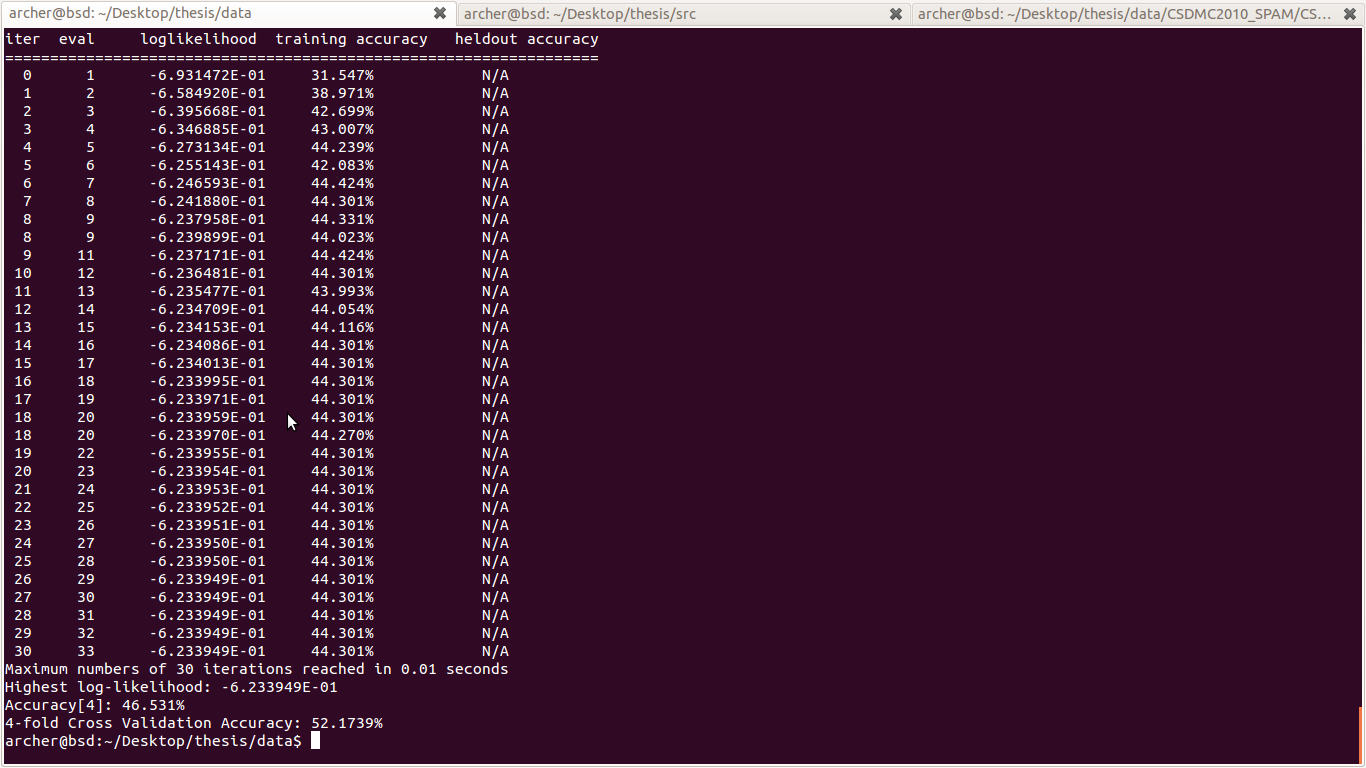 archer@bsd: ~/Desktop/thesis/data archer@bsd: ~/Desktop/thesis/src archer@bsd: ~/Desktop/thesis/data/CSDMC2010_SPAM/CS...
iter eval loglikelihood training accuracy heldout accuracy
==================================================================
0 1 -6.931472E-01 31.547% N/A
1 2 -6.584920E-01 38.971% N/A
2 3 -6.395668E-01 42.699% N/A
3 4 -6.346885E-01 43.007% N/A
4 5 -6.273134E-01 44.239% N/A
5 6 -6.255143E-01 42.083% N/A
6 7 -6.246593E-01 44.424% N/A
7 8 -6.241880E-01 44.301% N/A
8 9 -6.237958E-01 44.331% N/A
8 9 -6.239899E-01 44.023% N/A
9 11 -6.237171E-01 44.424% N/A
10 12 -6.236481E-01 44.301% N/A
11 13 -6.235477E-01 43.993% N/A
12 14 -6.234709E-01 44.054% N/A
13 15 -6.234153E-01 44.116% N/A
14 16 -6.234086E-01 44.301% N/A
15 17 -6.234013E-01 44.301% N/A
16 18 -6.233995E-01 44.301% N/A
17 19 -6.233971E-01 44.301% N/A
18 20 -6.233959E-01 44.301% N/A
18 20 -6.233970E-01 44.270% N/A
19 22 -6.233955E-01 44.301% N/A
20 23 -6.233954E-01 44.301% N/A
21 24 -6.233953E-01 44.301% N/A
22 25 -6.233952E-01 44.301% N/A
23 26 -6.233951E-01 44.301% N/A
24 27 -6.233950E-01 44.301% N/A
25 28 -6.233950E-01 44.301% N/A
26 29 -6.233949E-01 44.301% N/A
27 30 -6.233949E-01 44.301% N/A
28 31 -6.233949E-01 44.301% N/A
29 32 -6.233949E-01 44.301% N/A
30 33 -6.233949E-01 44.301% N/A
Maximum numbers of 30 iterations reached in 0.01 seconds
Highest log-likelihood: -6.233949E-01
Accuracy[4]: 46.531%
4-fold Cross Validation Accuracy: 52.1739%
archer@bsd:~/Desktop/thesis/data$